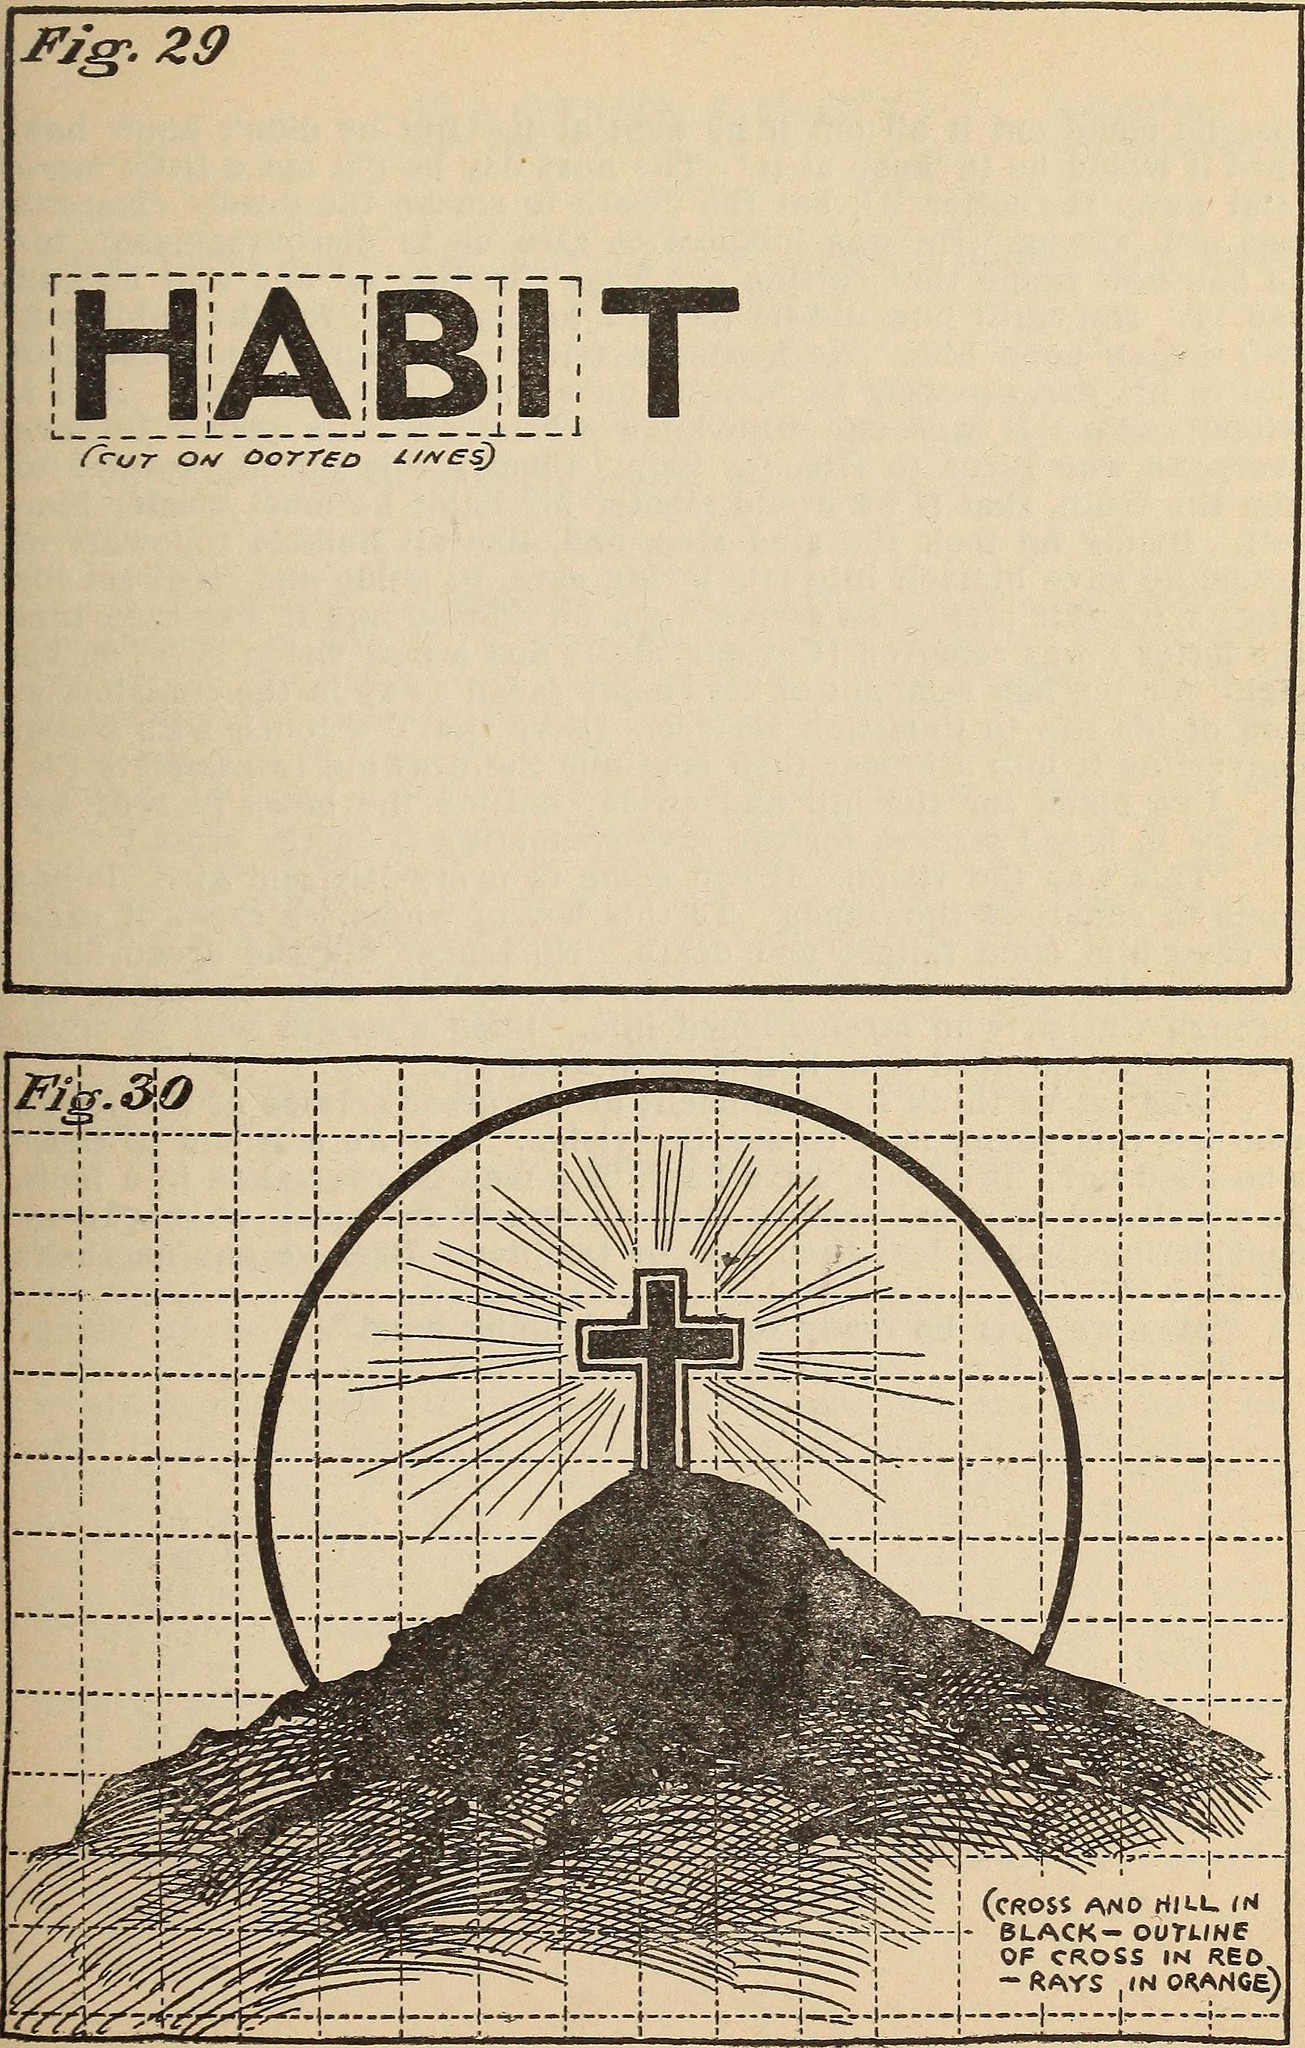 Fig. 29
HABIT
(CUT ON DOTTED LINES)
Fig. 30
(CROSS AND HILL IN
BLACK - OUTLINE
OF CROSS IN RED
- RAYS IN ORANGE)